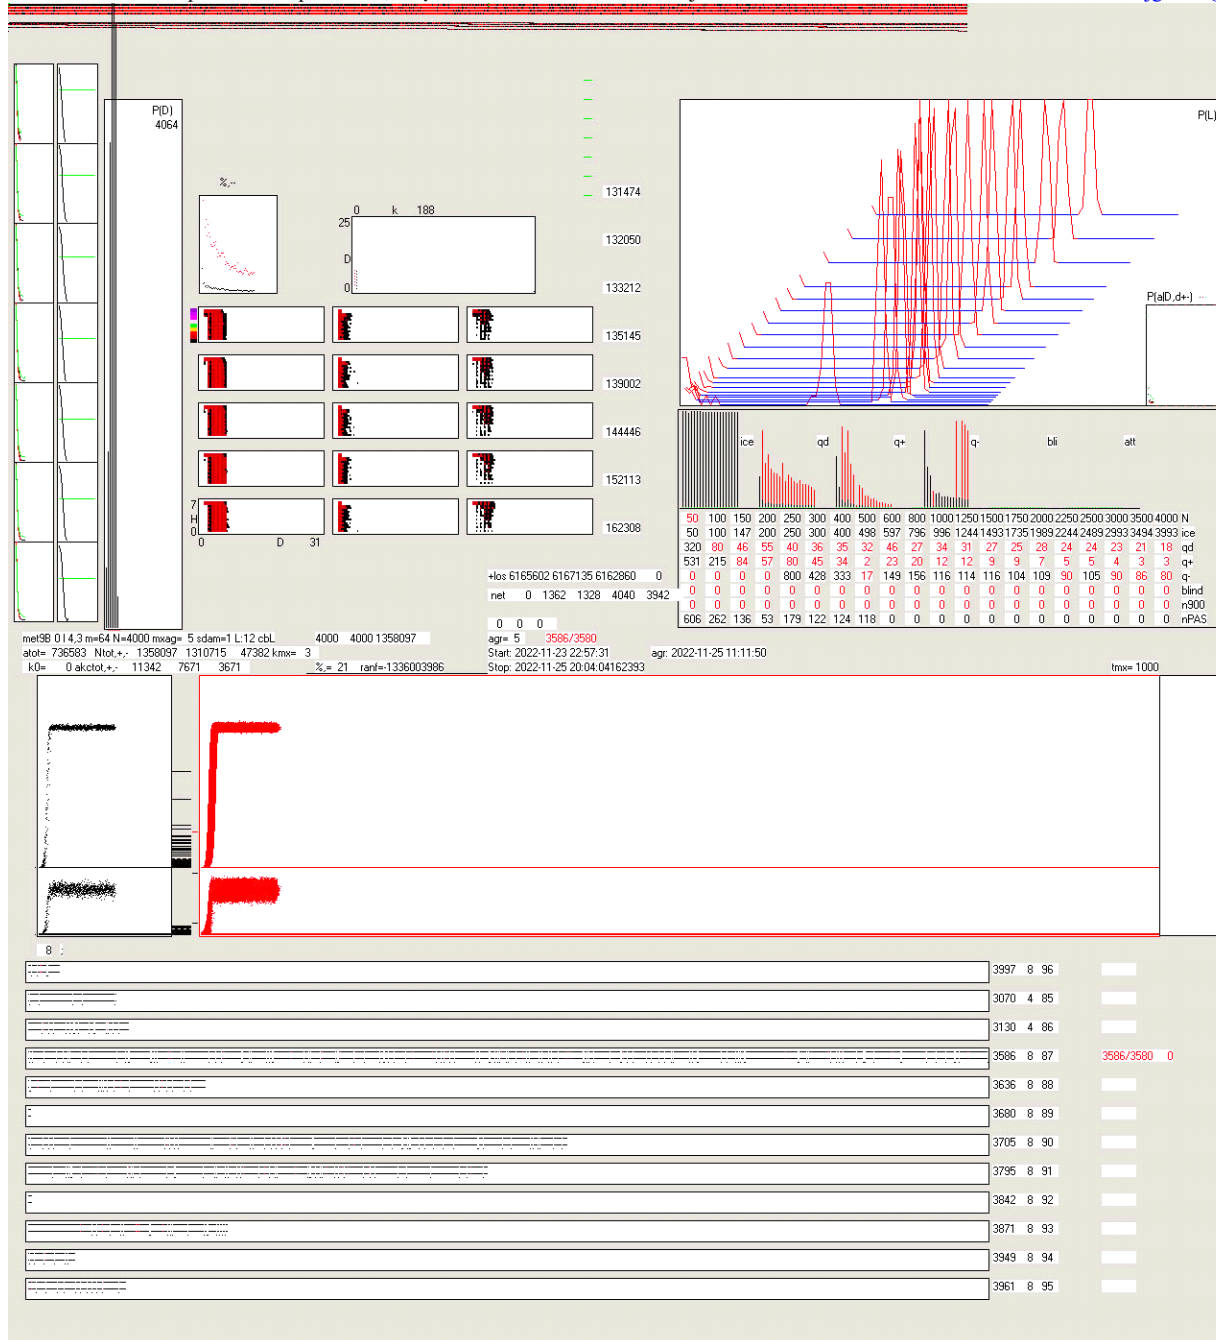 P(D)
4064
%,--
0 k 188
25
D
0
131474
132050
133212
135145
139002
144446
152113
162308
7
H
0
0 D 31
P(L)
P(a|D,d+-)
ice qd q+ q- bli att
50 100 150 200 250 300 400 500 600 800 1000 1250 1500 1750 2000 2250 2500 3000 3500 4000 N
50 100 147 200 250 300 400 498 597 796 996 1244 1493 1735 1989 2244 2489 2993 3494 3993 ice
320 80 46 55 40 36 35 32 46 27 34 31 27 25 28 24 24 23 21 18 qd
531 215 84 57 80 45 34 2 23 20 12 12 9 9 7 5 5 4 3 3 q+
0 0 0 0 800 428 333 17 149 156 116 114 116 104 109 90 105 90 86 80 q-
0 0 0 0 0 0 0 0 0 0 0 0 0 0 0 0 0 0 0 0 blind
0 0 0 0 0 0 0 0 0 0 0 0 0 0 0 0 0 0 0 0 n900
606 262 136 53 179 122 124 118 0 0 0 0 0 0 0 0 0 0 0 0 nPAS
+los 6165602 6167135 6162860 0
net 0 1362 1328 4040 3942
0 0 0
met9B 0 I 4,3 m=64 N=4000 mxag= 5 sdam=1 L:12 cbL 4000 4000 1358097
agr= 5 3586/3580
atot= 736583 Ntot,+,- 1358097 1310715 47382 kmx= 3
Start: 2022-11-23 22:57:31 agr: 2022-11-25 11:11:50
k0= 0 akctot,+,- 11342 7671 3671 %,= 21 ranf=-1336003986
Stop: 2022-11-25 20:04:04 162393 tmx= 1000
8 ;
3997 8 96
3070 4 85
3130 4 86
3586 8 87 3586/3580 0
3636 8 88
3680 8 89
3705 8 90
3795 8 91
3842 8 92
3871 8 93
3949 8 94
3961 8 95